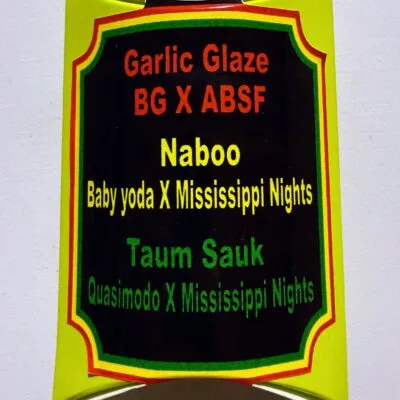 Garlic Glaze
BG X ABSF
Naboo
Baby yoda X Mississippi Nights
Taum Sauk
Quasimodo X Mississippi Nights